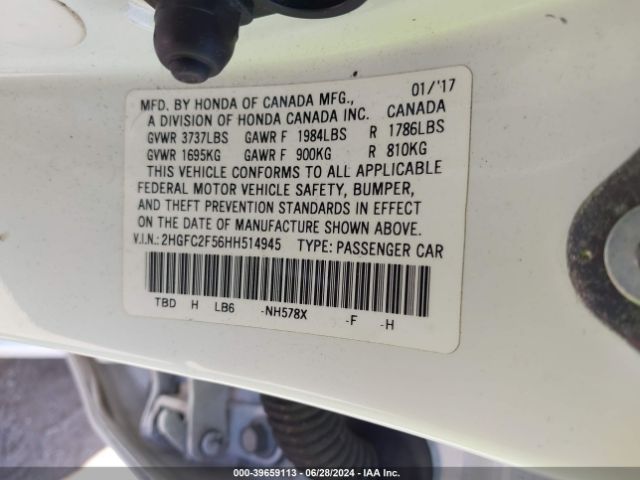 01/'17
MFD. BY HONDA OF CANADA MFG.,
A DIVISION OF HONDA CANADA INC. CANADA
GVWR 3737LBS GAWR F 1984LBS R 1786LBS
GVWR 1695KG GAWR F 900KG R 810KG
THIS VEHICLE CONFORMS TO ALL APPLICABLE
FEDERAL MOTOR VEHICLE SAFETY, BUMPER,
AND THEFT PREVENTION STANDARDS IN EFFECT
ON THE DATE OF MANUFACTURE SHOWN ABOVE.
V.I.N.: 2HGFC2F56HH514945 TYPE: PASSENGER CAR
TBD H LB6 -NH578X -F -H
000-39659113 - 06/28/2024 - IAA Inc.